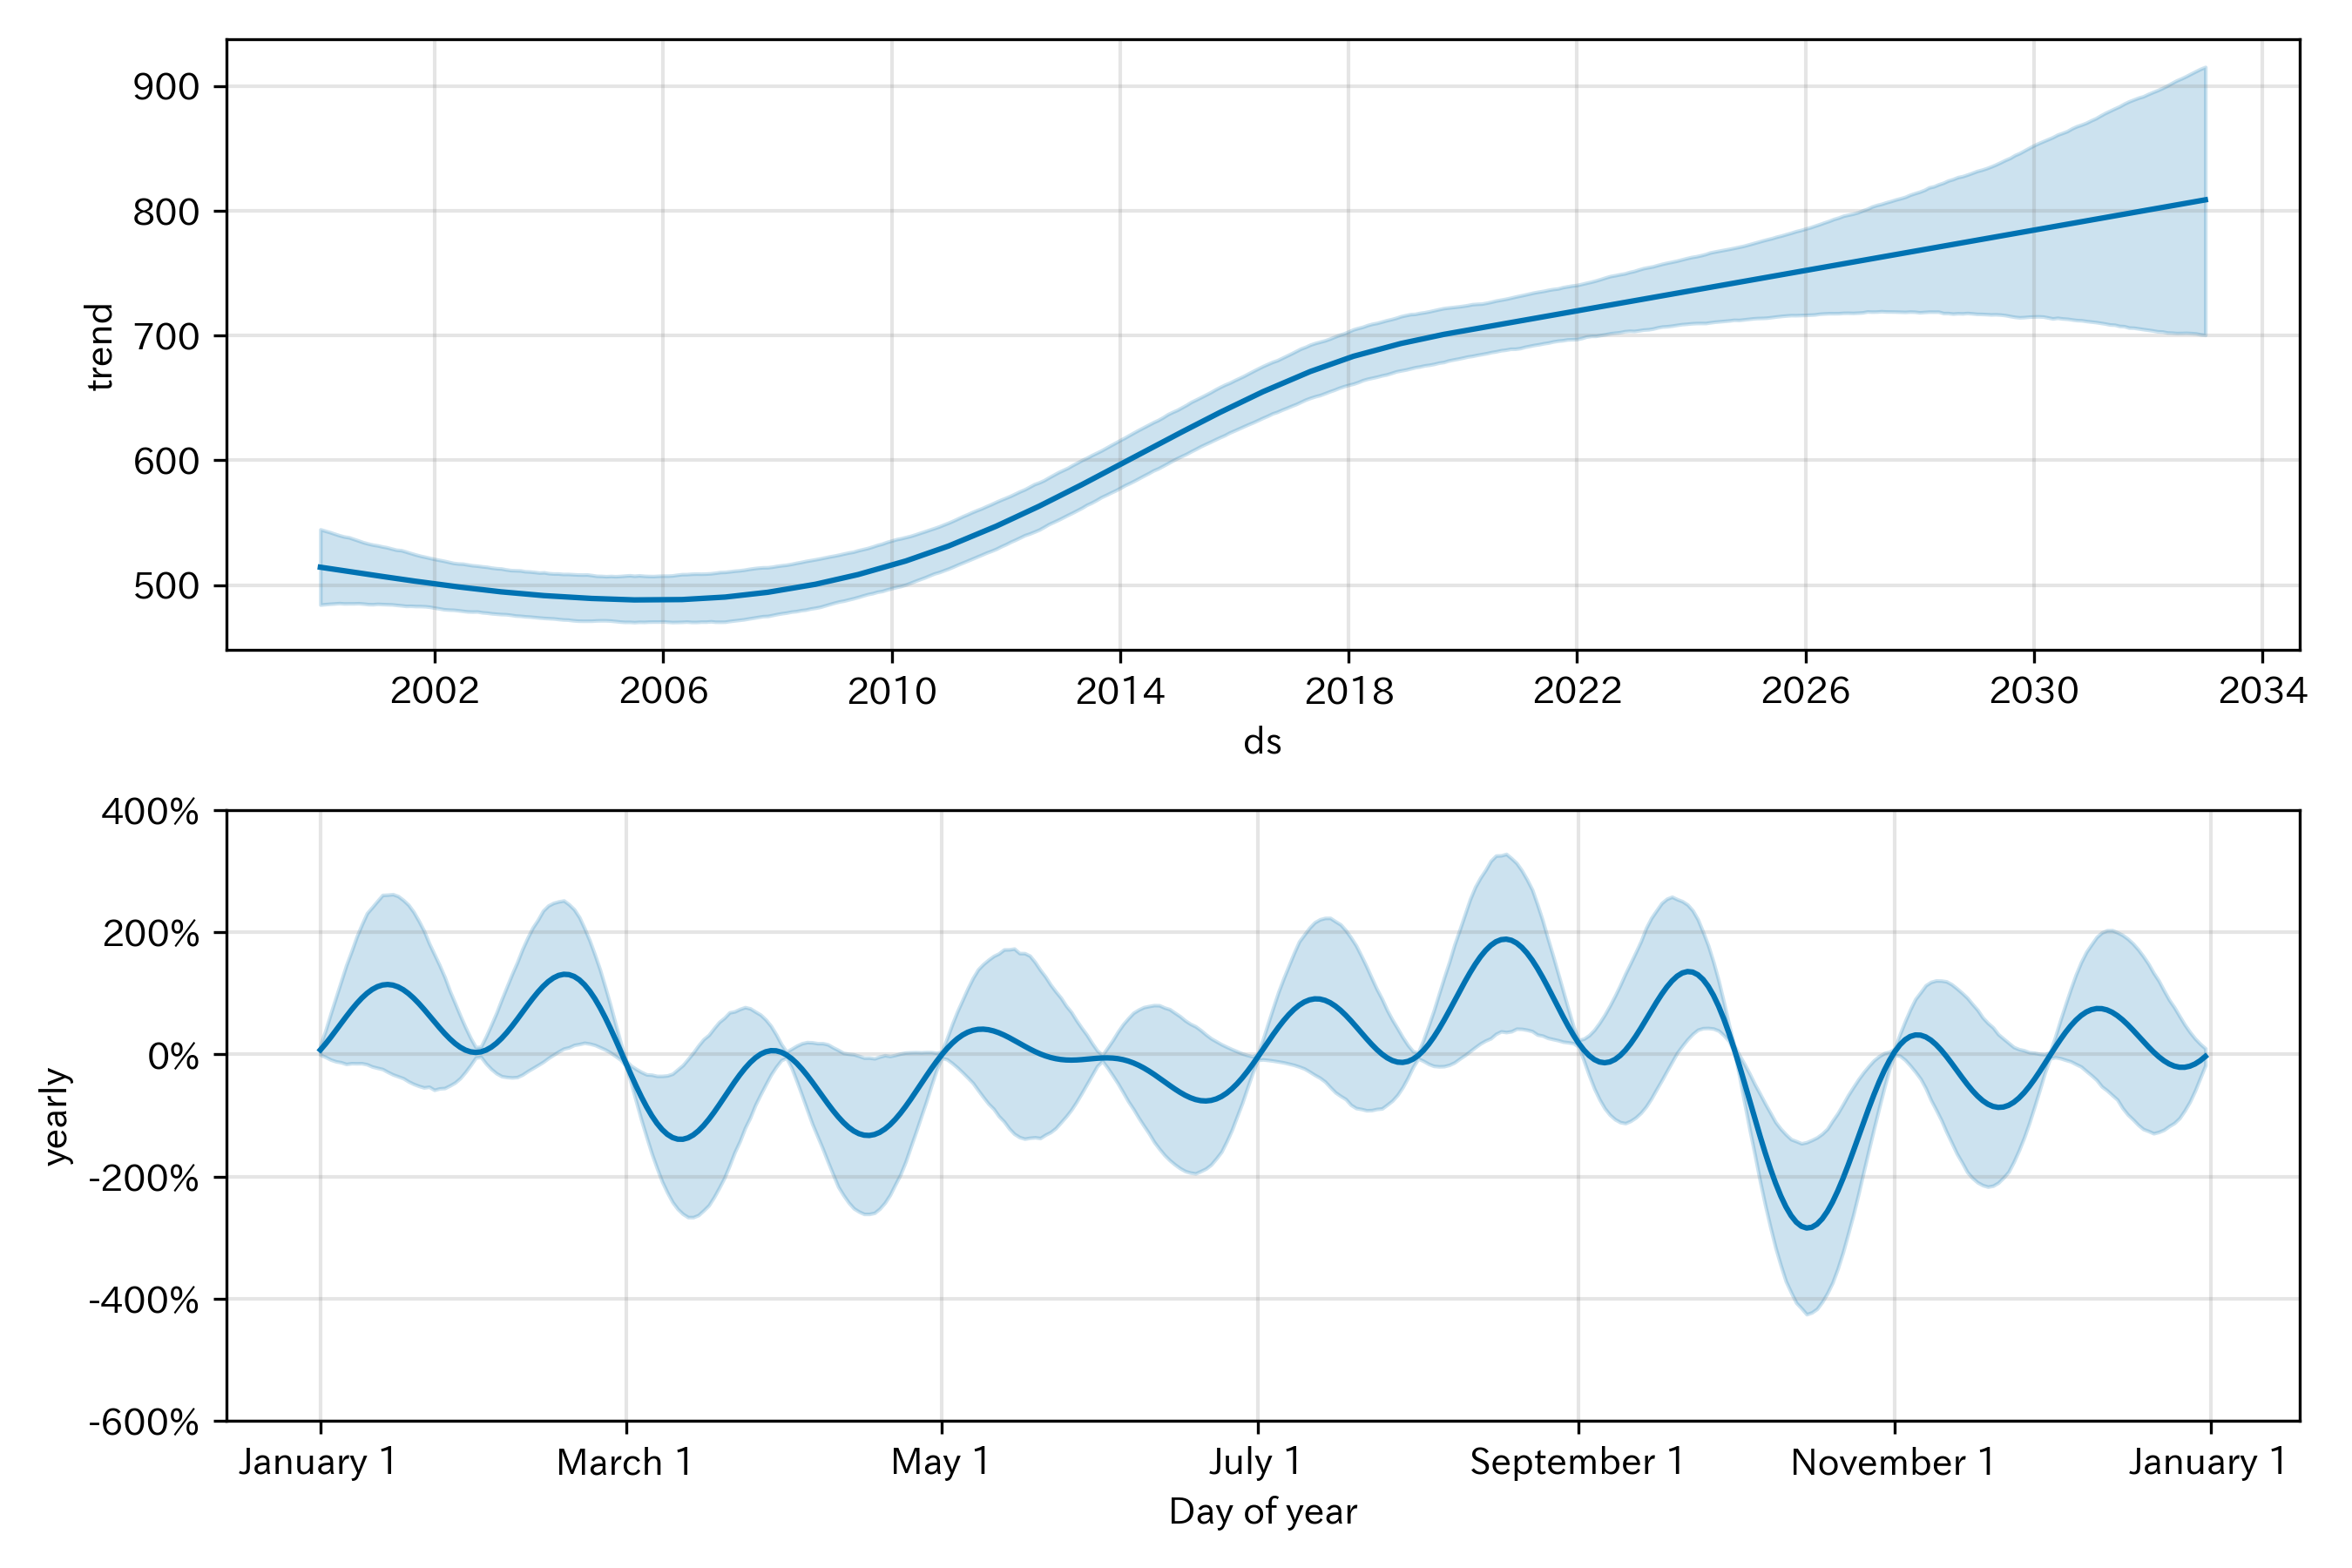 900
800
700
600
500
trend
2002 2006 2010 2014 2018 2022 2026 2030 2034
ds
400%
200%
0%
-200%
-400%
-600%
yearly
January 1 March 1 May 1 July 1 September 1 November 1 January 1
Day of year